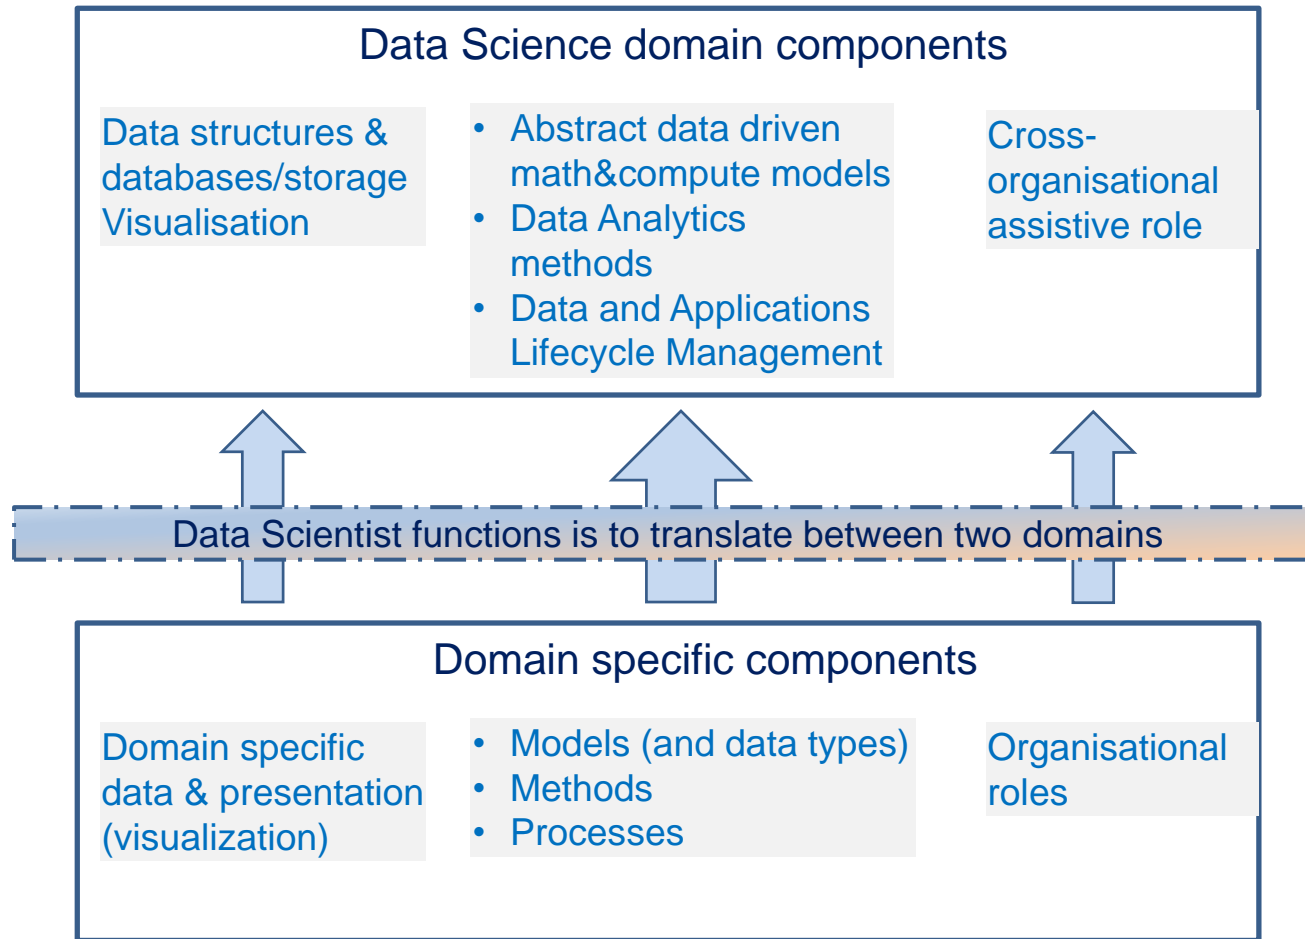 Data Science domain components
Data structures &
databases/storage
Visualisation
• Abstract data driven
math&compute models
• Data Analytics
methods
• Data and Applications
Lifecycle Management
Cross-
organisational
assistive role
Data Scientist functions is to translate between two domains
Domain specific components
Domain specific
data & presentation
(visualization)
• Models (and data types)
• Methods
• Processes
Organisational
roles